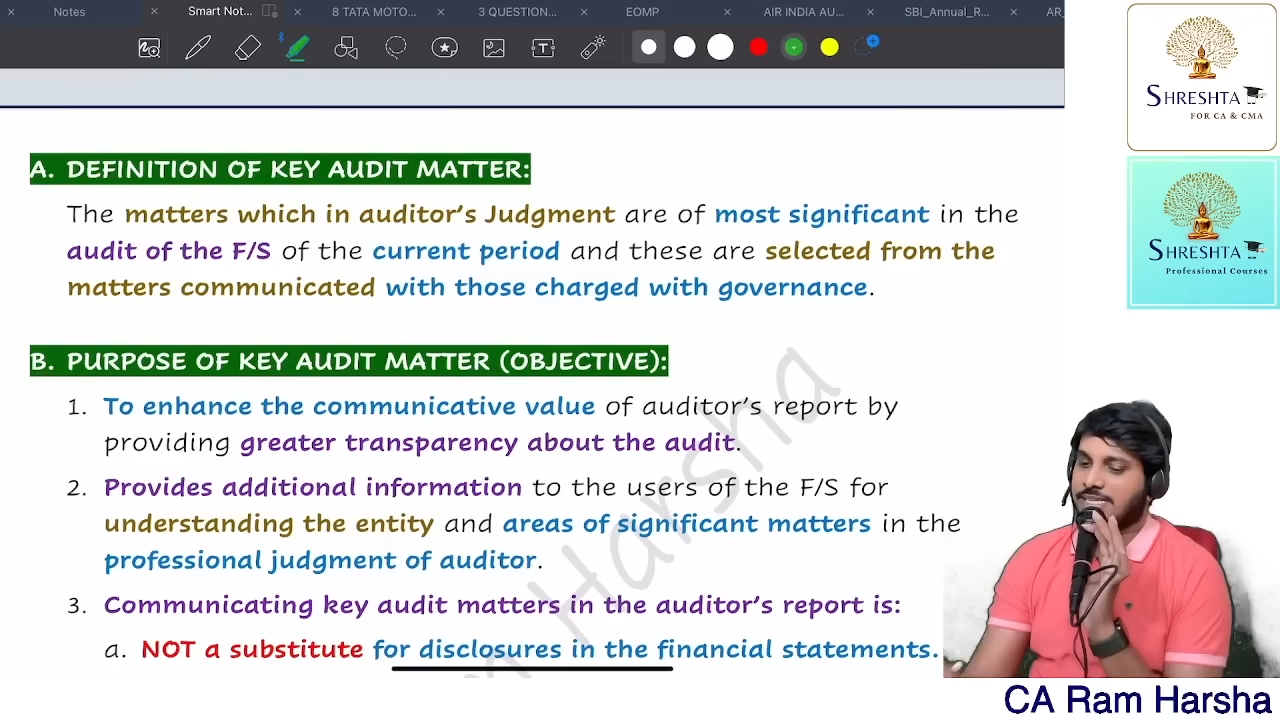 Notes
Smart Not...
8 TATA MOTO...
3 QUESTION...
EOMP
AIR INDIA AU...
SBI_Annual_R...
AR_
A. DEFINITION OF KEY AUDIT MATTER:
The matters which in auditor's Judgment are of most significant in the
audit of the F/S of the current period and these are selected from the
matters communicated with those charged with governance.
B. PURPOSE OF KEY AUDIT MATTER (OBJECTIVE):
1. To enhance the communicative value of auditor's report by
providing greater transparency about the audit.
2. Provides additional information to the users of the F/S for
understanding the entity and areas of significant matters in the
professional judgment of auditor.
3. Communicating key audit matters in the auditor's report is:
a. NOT a substitute for disclosures in the financial statements.
Harsha
SHRESHTA
FOR CA & CMA
SHRESHTA
Professional Courses
CA Ram Harsha